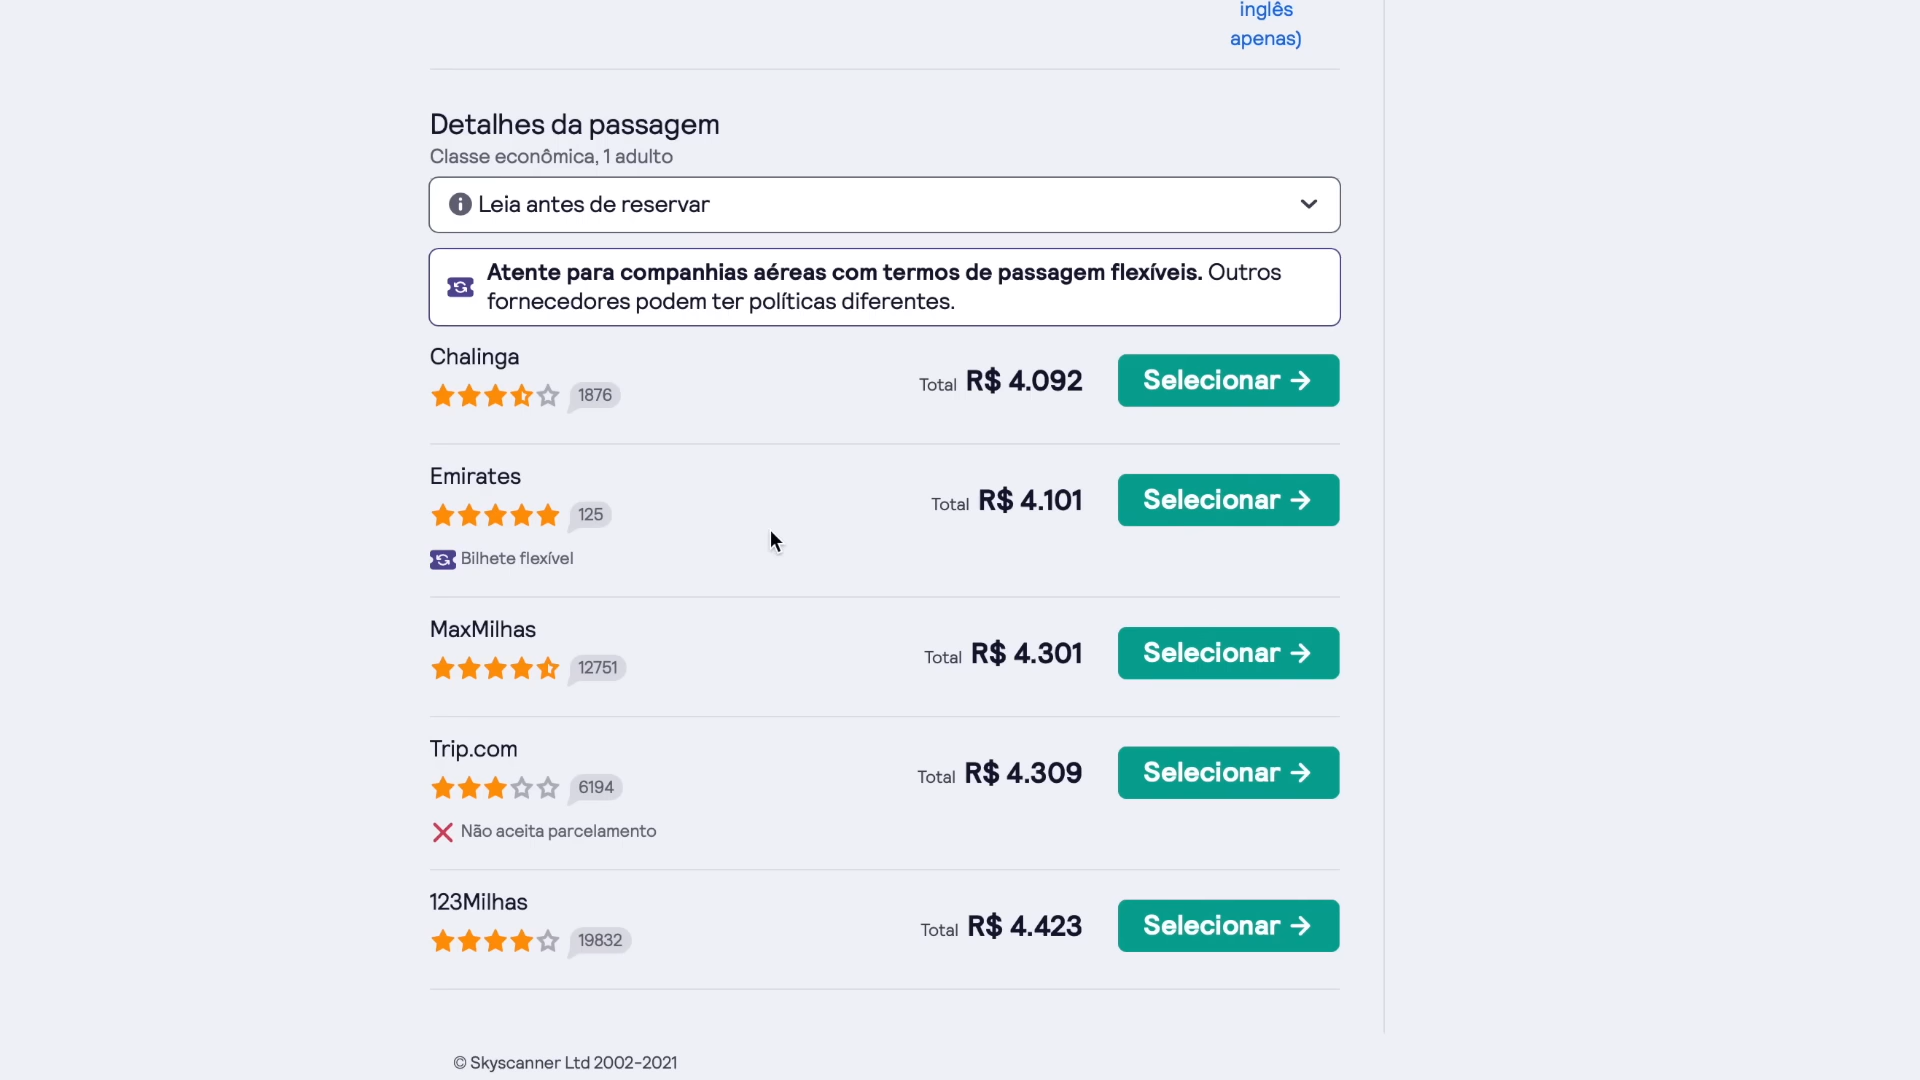 inglês
apenas)
Detalhes da passagem
Classe econômica, 1 adulto
Leia antes de reservar
Atente para companhias aéreas com termos de passagem flexíveis. Outros
fornecedores podem ter políticas diferentes.
Chalinga
1876
Total R$ 4.092
Selecionar →
Emirates
125
Bilhete flexível
Total R$ 4.101
Selecionar →
MaxMilhas
12751
Total R$ 4.301
Selecionar →
Trip.com
6194
Não aceita parcelamento
Total R$ 4.309
Selecionar →
123Milhas
19832
Total R$ 4.423
Selecionar →
© Skyscanner Ltd 2002-2021